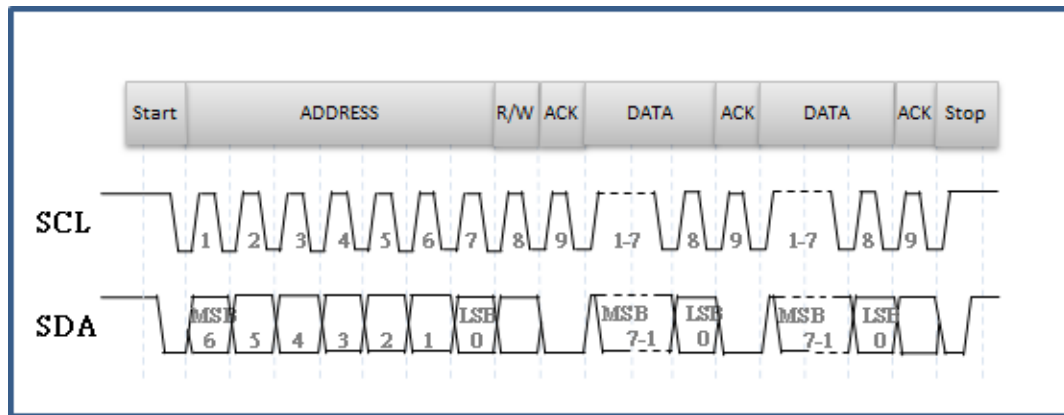 Start ADDRESS R/W ACK DATA ACK DATA ACK Stop
SCL
1 2 3 4 5 6 7 8 9 1-7 8 9 1-7 8 9
SDA
MSB LSB MSB LSB MSB LSB
6 5 4 3 2 1 0 7-1 0 7-1 0